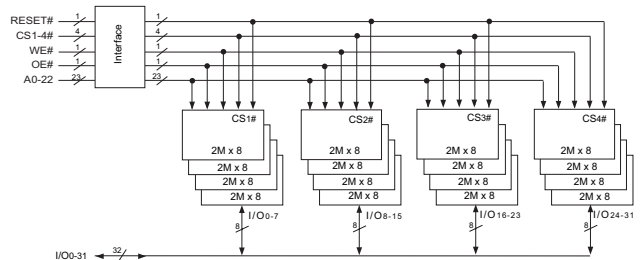 RESET# 1 1
CS1-4# 4 4
WE# 1 1
OE# 1 1
A0-22 23 23
Interface
CS1# CS2# CS3# CS4#
2M x 8 2M x 8 2M x 8 2M x 8
2M x 8 2M x 8 2M x 8 2M x 8
2M x 8 2M x 8 2M x 8 2M x 8
2M x 8 2M x 8 2M x 8 2M x 8
I/O0-7 I/O8-15 I/O16-23 I/O24-31
8 8 8 8
I/O0-31 32